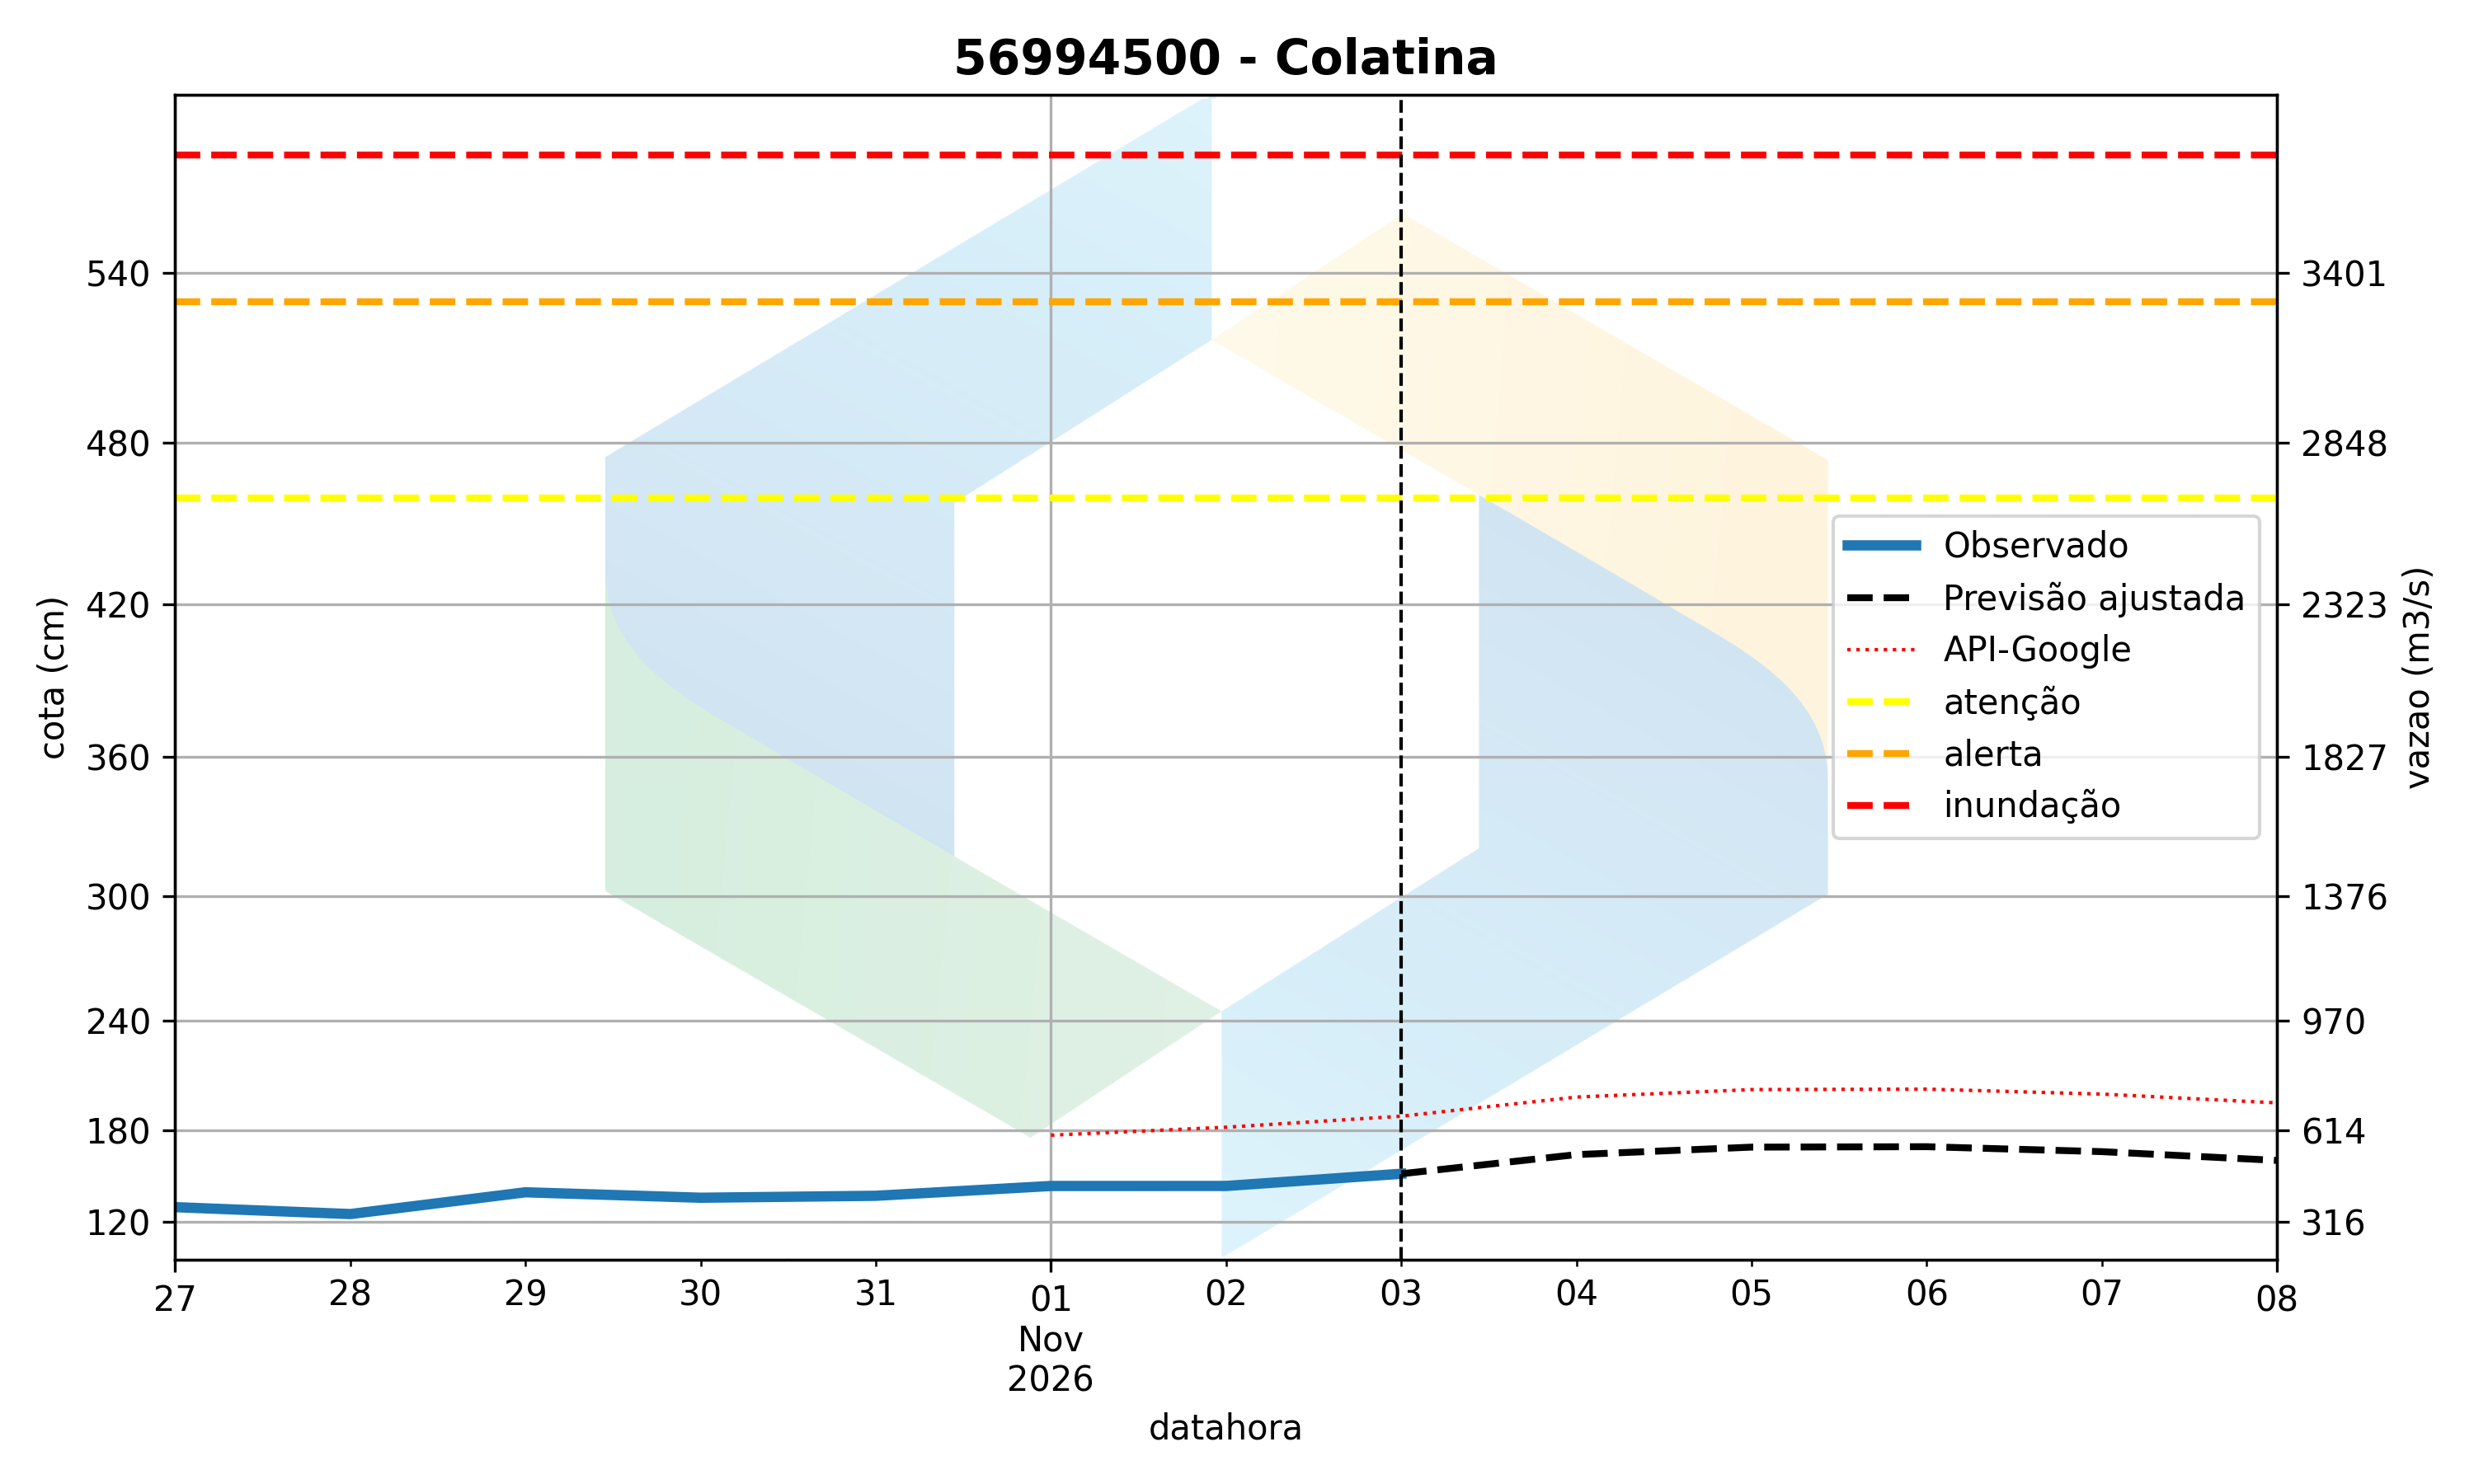 56994500 - Colatina
540
480
420
360
300
240
180
120
cota (cm)
3401
2848
2323
1827
1376
970
614
316
vazao (m3/s)
Observado
Previsão ajustada
API-Google
atenção
alerta
inundação
27 28 29 30 31 01 02 03 04 05 06 07 08
Nov
2026
datahora